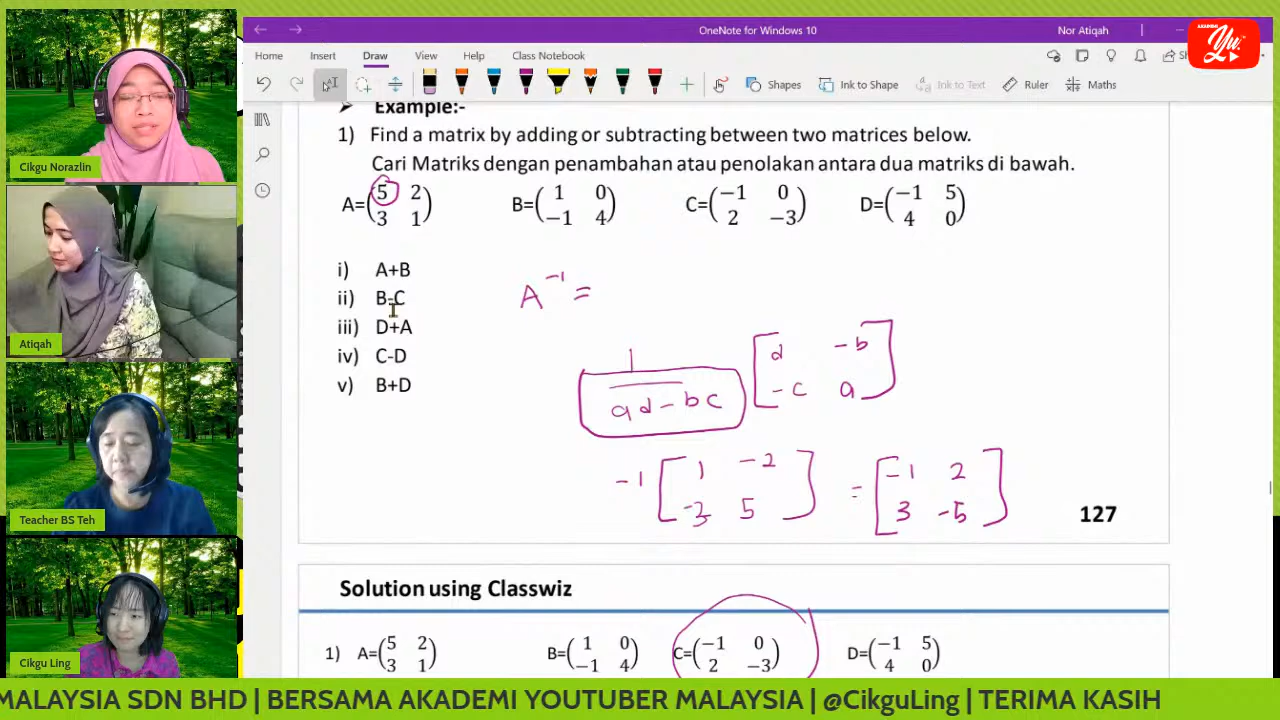 OneNote for Windows 10
Nor Atiqah
AKADEMI
YU
Home Insert Draw View Help Class Notebook
Shapes Ink to Shape Ink to Text Ruler Maths
Example:-
1) Find a matrix by adding or subtracting between two matrices below.
Cari Matriks dengan penambahan atau penolakan antara dua matriks di bawah.
A=(5 2 B=(1 0 C=(−1 0 D=(−1 5
3 1) −1 4) 2 −3) 4 0)
i) A+B
ii) B-C
iii) D+A
iv) C-D
v) B+D
A^-1 =
1
ad-bc
[d -b
-c a]
-1 [1 -2 = [-1 2
-3 5] 3 -5]
127
Solution using Classwiz
1) A=(5 2 B=(1 0 C=(−1 0 D=(−1 5
3 1) −1 4) 2 −3) 4 0)
Cikgu Norazlin
Atiqah
Teacher BS Teh
Cikgu Ling
MALAYSIA SDN BHD | BERSAMA AKADEMI YOUTUBER MALAYSIA | @CikguLing | TERIMA KASIH